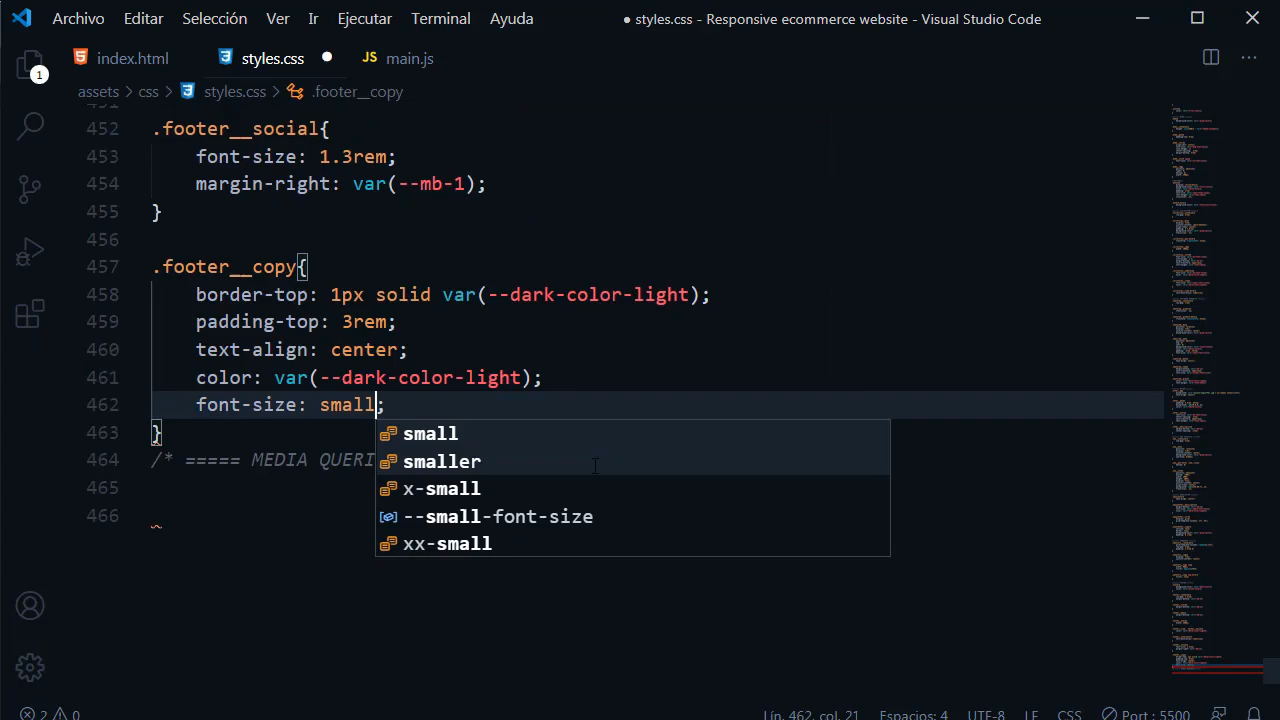 Archivo Editar Selección Ver Ir Ejecutar Terminal Ayuda ● styles.css - Responsive ecommerce website - Visual Studio Code
index.html styles.css JS main.js
1
assets > css > styles.css > .footer__copy
451
452 .footer__social{
453 font-size: 1.3rem;
454 margin-right: var(--mb-1);
455 }
456
457 .footer__copy{
458 border-top: 1px solid var(--dark-color-light);
459 padding-top: 3rem;
460 text-align: center;
461 color: var(--dark-color-light);
462 font-size: small;
463 }
small
464 /* ===== MEDIA QUERI
smaller
465
x-small
466
--small-font-size
xx-small
2 0 Lín. 462, col. 21 Espacios: 4 UTF-8 LF CSS Port : 5500